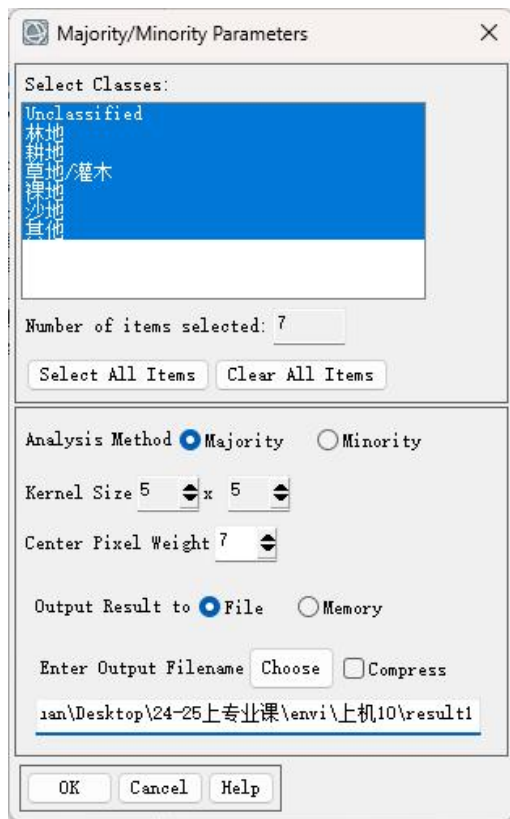 Majority/Minority Parameters
Select Classes:
Unclassified
林地
耕地
草地/灌木
裸地
沙地
其他
Number of items selected: 7
Select All Items Clear All Items
Analysis Method Majority Minority
Kernel Size 5 x 5
Center Pixel Weight 7
Output Result to File Memory
Enter Output Filename Choose Compress
uan\Desktop\24-25上专业课\envi\上机10\result1
OK Cancel Help